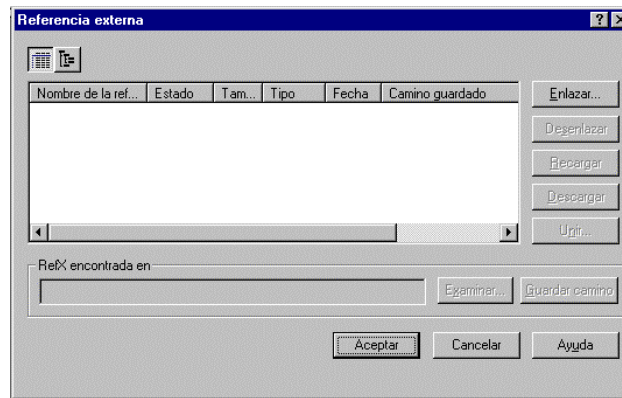 Referencia externa
Nombre de la ref... Estado Tam... Tipo Fecha Camino guardado
Enlazar...
Desenlazar
Recargar
Descargar
Unir...
RefX encontrada en
Examinar... Guardar camino
Aceptar Cancelar Ayuda